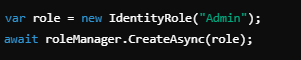 var role = new IdentityRole("Admin");
await roleManager.CreateAsync(role);